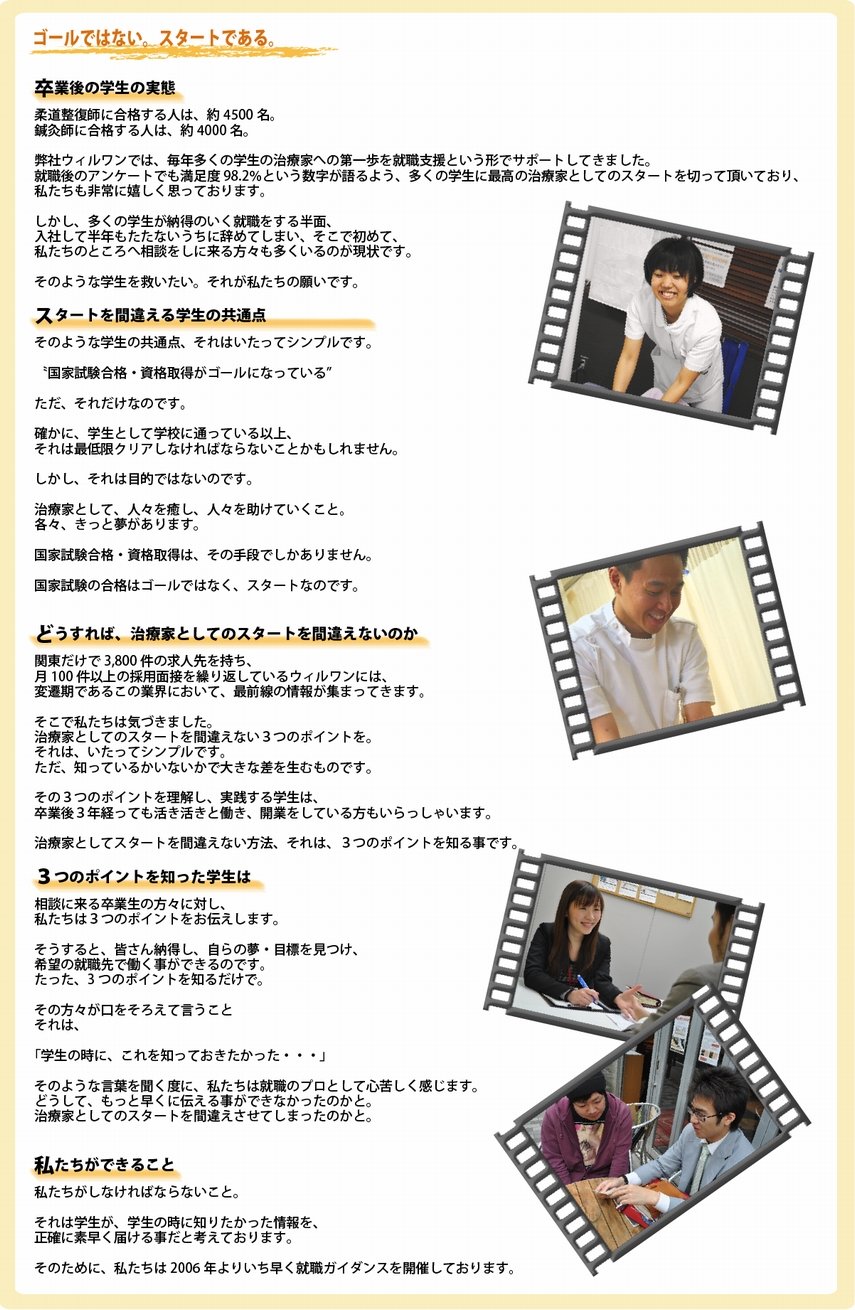 ゴールではない。スタートである。
卒業後の学生の実態
柔道整復師に合格する人は、約4500名。
鍼灸師に合格する人は、約4000名。
弊社ウィルワンでは、毎年多くの学生の治療家への第一歩を就職支援という形でサポートしてきました。
就職後のアンケートでも満足度98.2%という数字が語るよう、多くの学生に最高の治療家としてのスタートを切って頂いており、
私たちも非常に嬉しく思っております。
しかし、多くの学生が納得のいく就職をする半面、
入社して半年もたたないうちに辞めてしまい、そこで初めて、
私たちのところへ相談をしに来る方々も多くいるのが現状です。
そのような学生を救いたい。それが私たちの願いです。
スタートを間違える学生の共通点
そのような学生の共通点、それはいたってシンプルです。
〝国家試験合格・資格取得がゴールになっている”
ただ、それだけなのです。
確かに、学生として学校に通っている以上、
それは最低限クリアしなければならないことかもしれません。
しかし、それは目的ではないのです。
治療家として、人々を癒し、人々を助けていくこと。
各々、きっと夢があります。
国家試験合格・資格取得は、その手段でしかありません。
国家試験の合格はゴールではなく、スタートなのです。
どうすれば、治療家としてのスタートを間違えないのか
関東だけで3,800件の求人先を持ち、
月100件以上の採用面接を繰り返しているウィルワンには、
変遷期であるこの業界において、最前線の情報が集まってきます。
そこで私たちは気づきました。
治療家としてのスタートを間違えない3つのポイントを。
それは、いたってシンプルです。
ただ、知っているかいないかで大きな差を生むものです。
その3つのポイントを理解し、実践する学生は、
卒業後3年経っても活き活きと働き、開業をしている方もいらっしゃいます。
治療家としてスタートを間違えない方法、それは、3つのポイントを知る事です。
3つのポイントを知った学生は
相談に来る卒業生の方々に対し、
私たちは3つのポイントをお伝えします。
そうすると、皆さん納得し、自らの夢・目標を見つけ、
希望の就職先で働く事ができるのです。
たった、3つのポイントを知るだけで。
その方々が口をそろえて言うこと
それは、
「学生の時に、これを知っておきたかった・・・」
そのような言葉を聞く度に、私たちは就職のプロとして心苦しく感じます。
どうして、もっと早くに伝える事ができなかったのかと。
治療家としてのスタートを間違えさせてしまったのかと。
私たちができること
私たちがしなければならないこと。
それは学生が、学生の時に知りたかった情報を、
正確に素早く届ける事だと考えております。
そのために、私たちは2006年よりいち早く就職ガイダンスを開催しております。